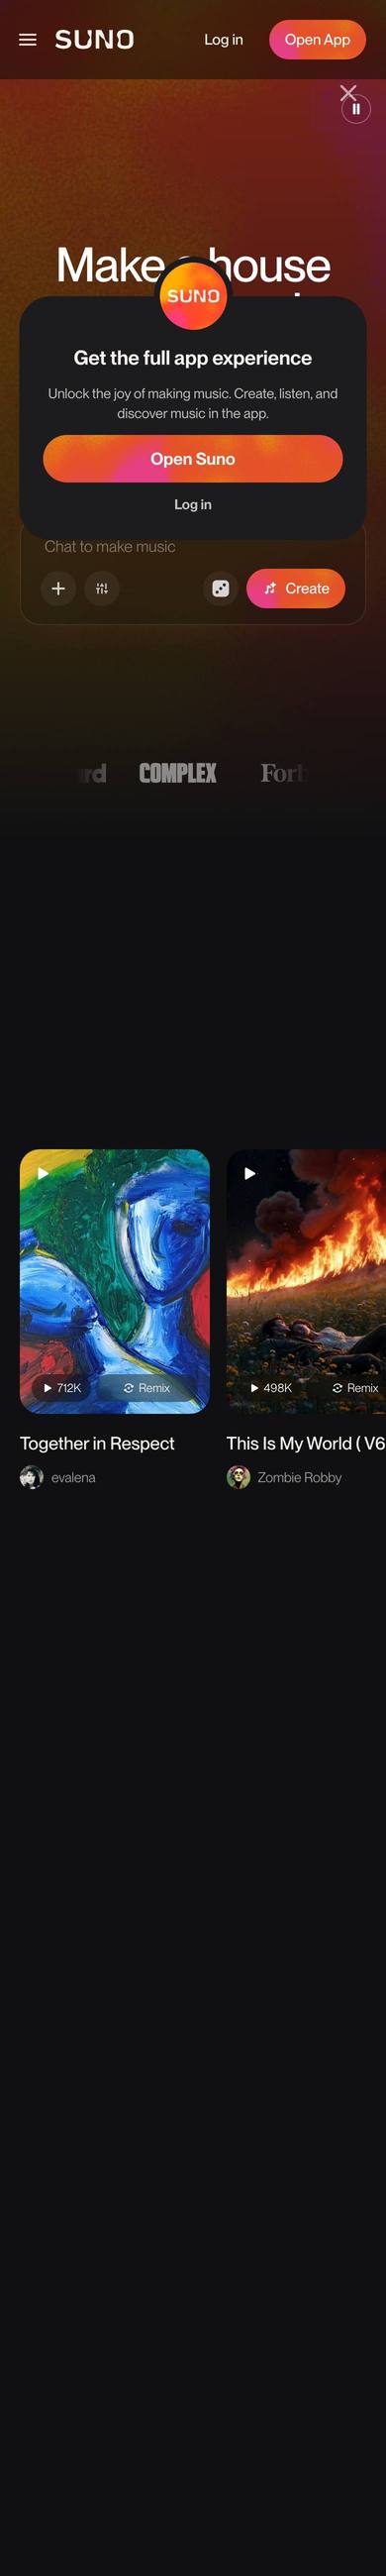 SUNO
Log in
Open App
Make a house
SUNO
Get the full app experience
Unlock the joy of making music. Create, listen, and
discover music in the app.
Open Suno
Log in
Chat to make music
Create
COMPLEX
712K
Remix
498K
Remix
Together in Respect
This Is My World ( V6
evalena
Zombie Robby